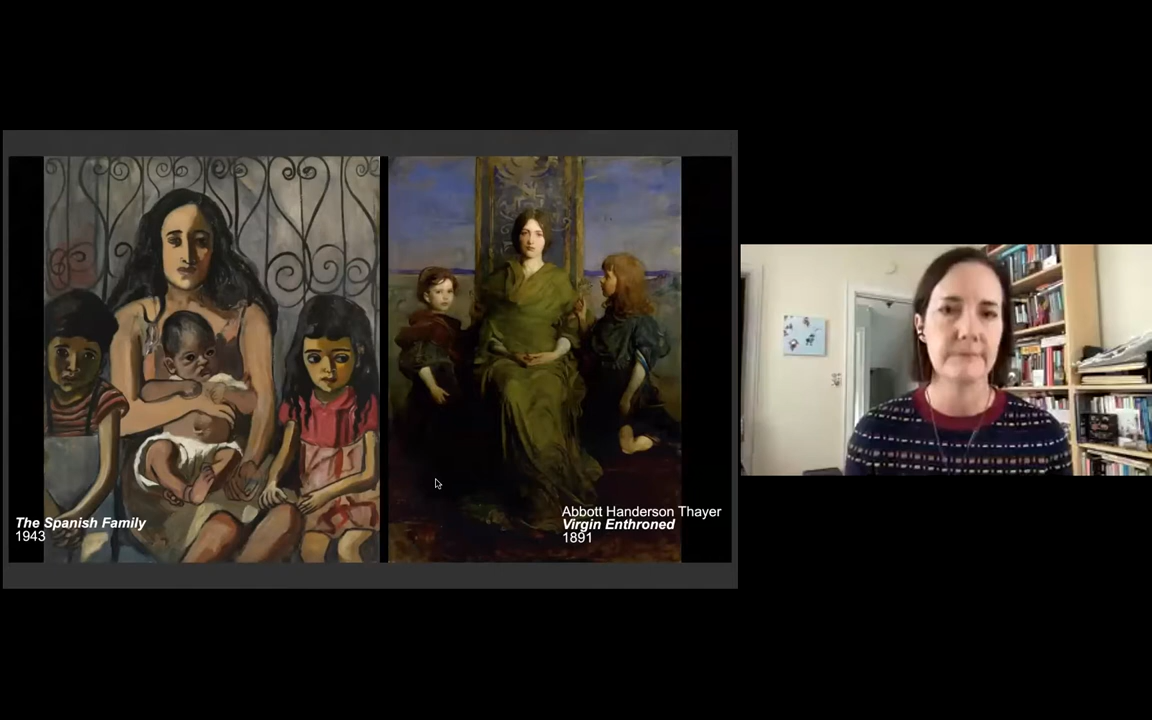 The Spanish Family
1943
Abbott Handerson Thayer
Virgin Enthroned
1891